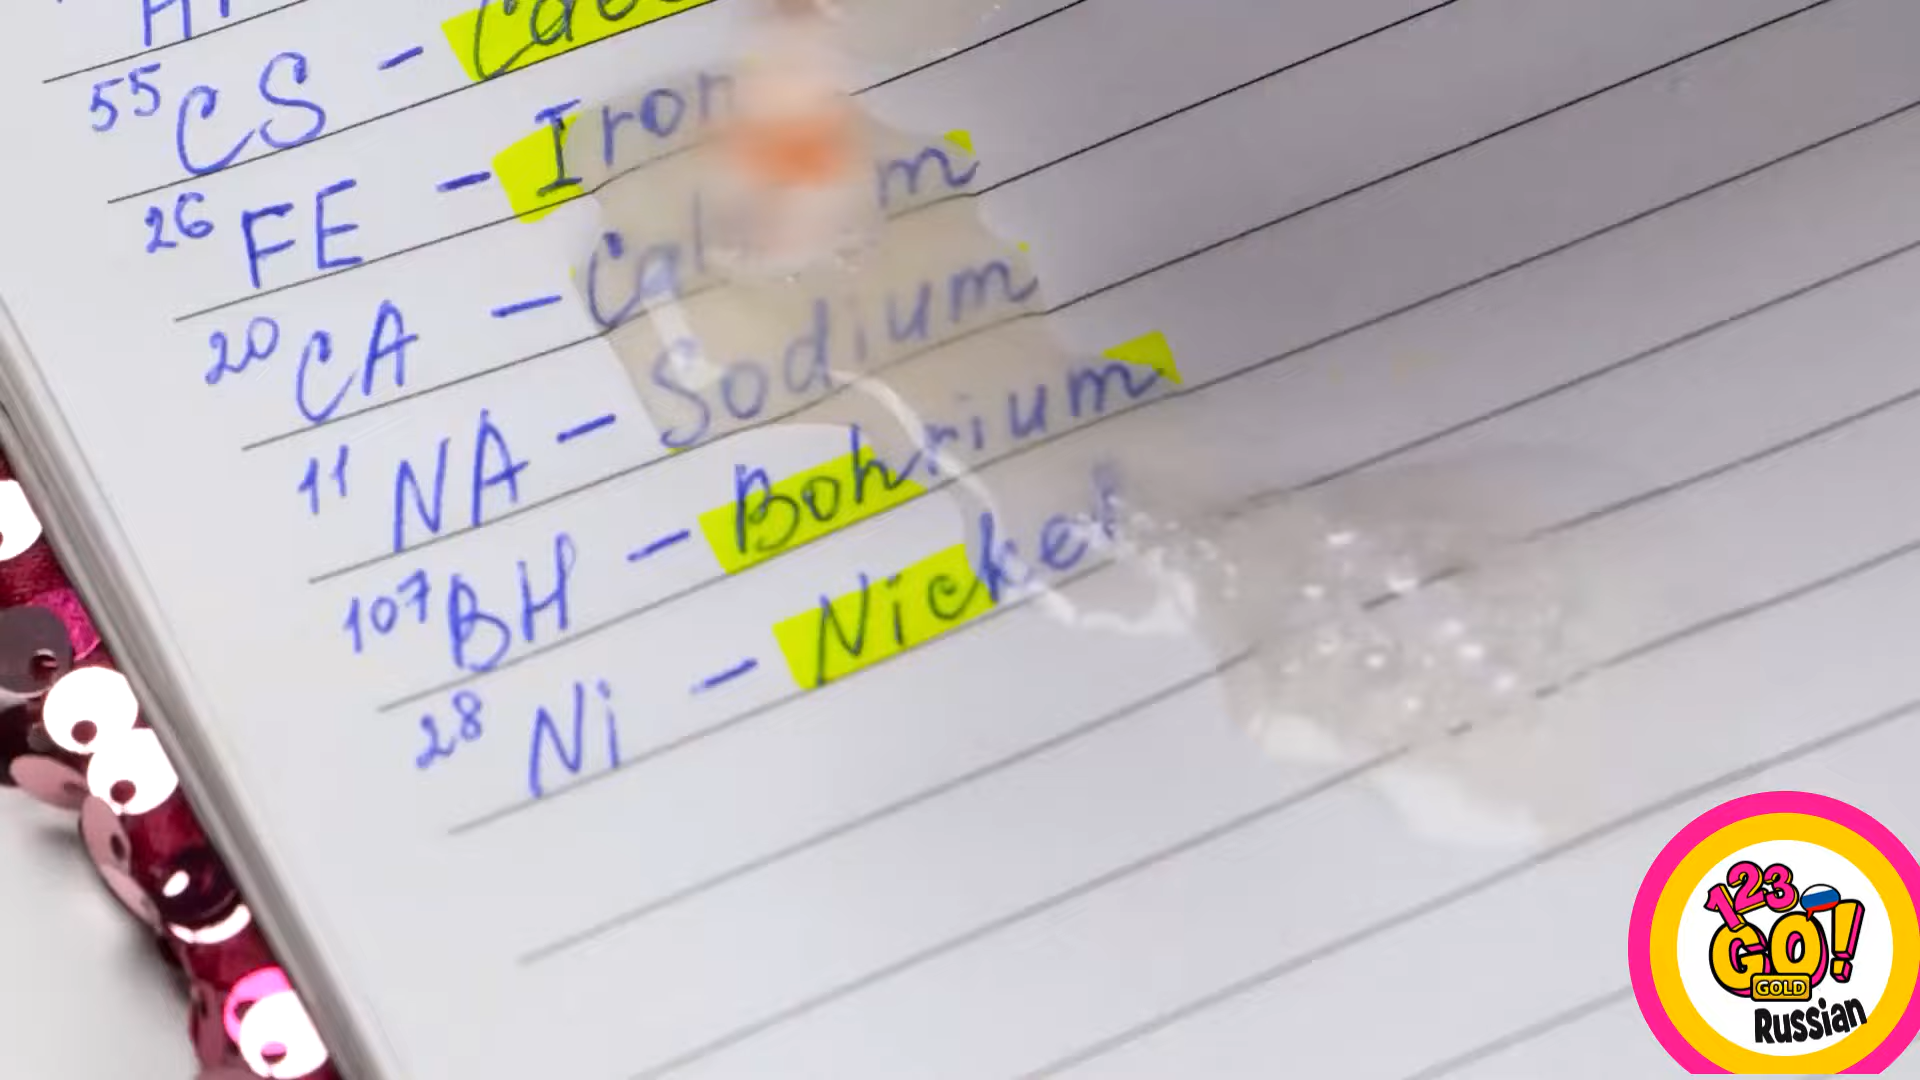 55 CS -
26 FE - Iron
20 CA -
11 NA - Sodium
107 BH - Bohrium
28 Ni - Nickel
123
GO!
GOLD
Russian